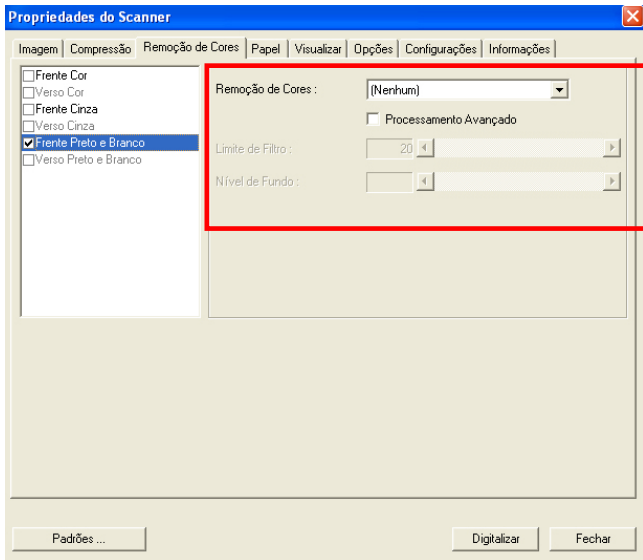 Propriedades do Scanner
Imagem Compressão Remoção de Cores Papel Visualizar Opções Configurações Informações
Frente Cor
Verso Cor
Frente Cinza
Verso Cinza
Frente Preto e Branco
Verso Preto e Branco
Remoção de Cores :
(Nenhum)
Processamento Avançado
Limite de Filtro :
20
Nível de Fundo :
Padrões ...
Digitalizar
Fechar